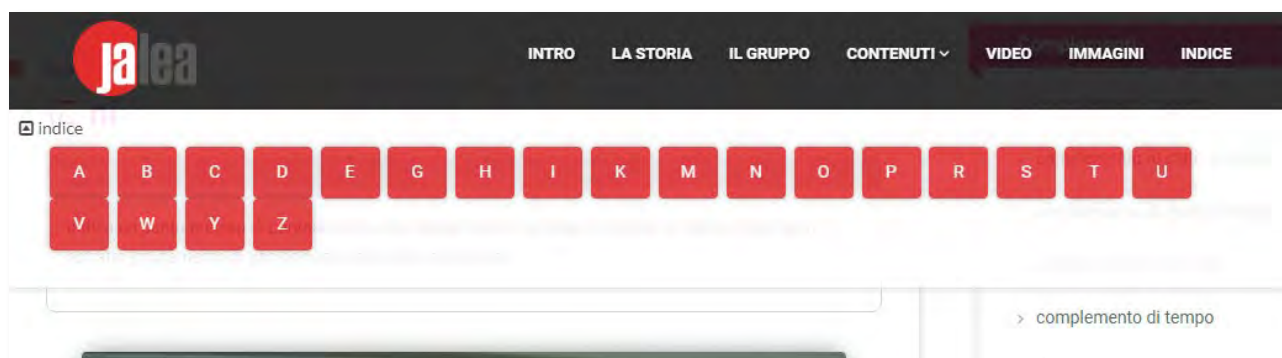 jalea INTRO LA STORIA IL GRUPPO CONTENUTI VIDEO IMMAGINI INDICE
indice
A B C D E G H I K M N O P R S T U
V W Y Z
complemento di tempo